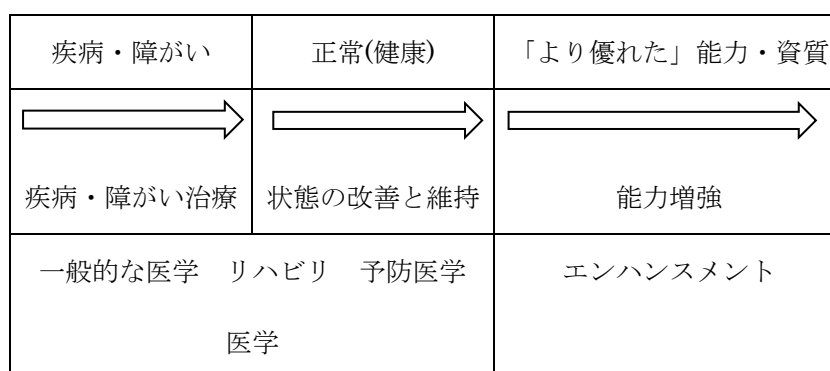 疾病・障がい 正常(健康) 「より優れた」能力・資質
疾病・障がい治療 状態の改善と維持 能力増強
一般的な医学 リハビリ 予防医学 エンハンスメント
医学